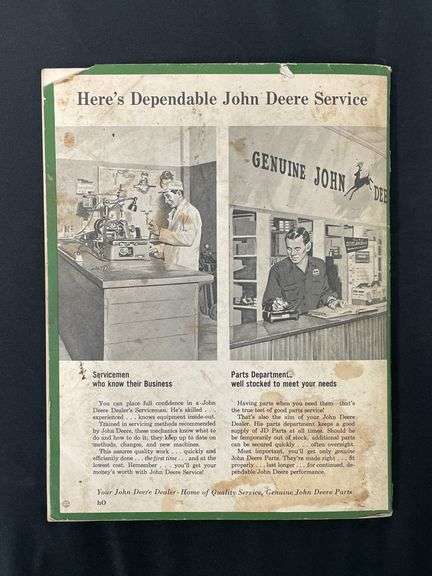 Here's Dependable John Deere Service
GENUINE JOHN DEE
Servicemen
who know their Business
You can place full confidence in a John
Deere Dealer's Serviceman. He's skilled . .
experienced . . . knows equipment inside-out.
Trained in servicing methods recommended
by John Deere, these mechanics know what to
do and how to do it; they keep up to date on
methods, changes, and new machines.
This assures quality work . . . quickly and
efficiently done . . . the first time . . . and at the
lowest cost. Remember . . . you'll get your
money's worth with John Deere Service!
Parts Department..
well stocked to meet your needs
Having parts when you need them—that's
the true test of good parts service!
That's also the aim of your John Deere
Dealer. His parts department keeps a good
supply of JD Parts at all times. Should he
be temporarily out of stock, additional parts
can be secured quickly . . . often overnight.
Most important, you'll get only genuine
John Deere Parts. They're made right . . . fit
properly . . . last longer . . . for continued, de-
pendable John Deere performance.
Your John Deere Dealer-Home of Quality Service, Genuine John Deere Parts